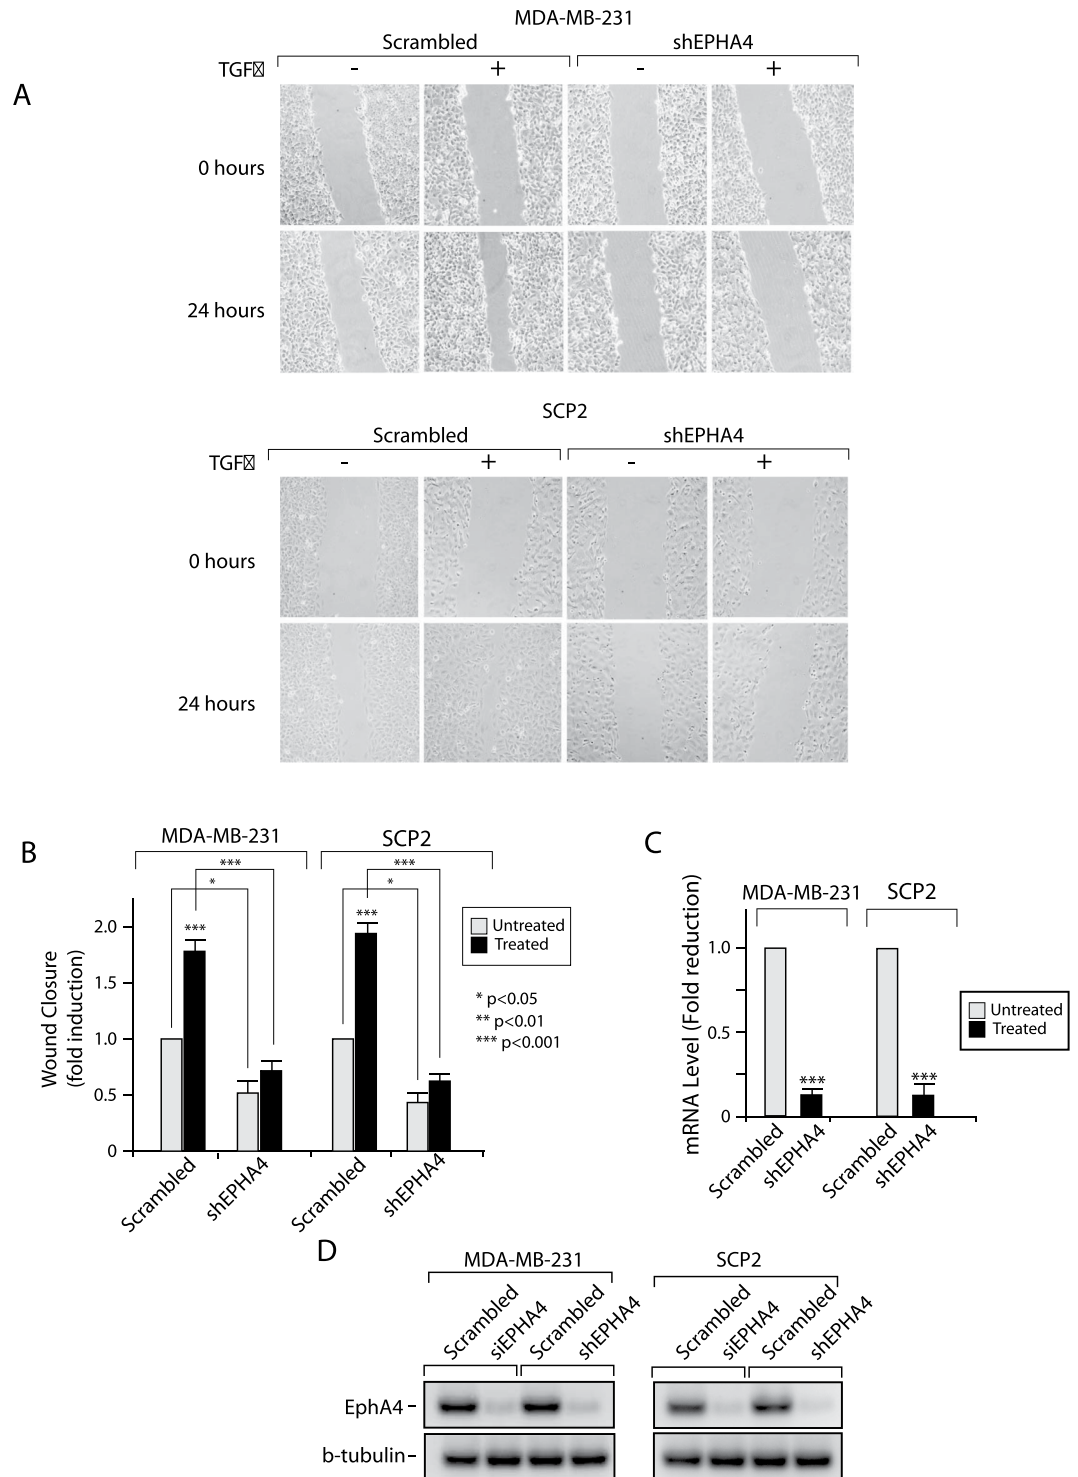 MDA-MB-231
Scrambled shEPHA4
TGF - + - +
A
0 hours
24 hours
SCP2
Scrambled shEPHA4
TGF - + - +
0 hours
24 hours
B
MDA-MB-231 SCP2
*** ***
* *
*** ***
Wound Closure
(fold induction)
2.0
1.5
1.0
0.5
0
Untreated
Treated
* p<0.05
** p<0.01
*** p<0.001
Scrambled shEPHA4 Scrambled shEPHA4
C
MDA-MB-231 SCP2
mRNA Level (Fold reduction)
1.0
0.5
0
*** ***
Untreated
Treated
Scrambled shEPHA4 Scrambled shEPHA4
D
MDA-MB-231 SCP2
Scrambled siEPHA4 Scrambled shEPHA4 Scrambled siEPHA4 Scrambled shEPHA4
EphA4 -
b-tubulin-